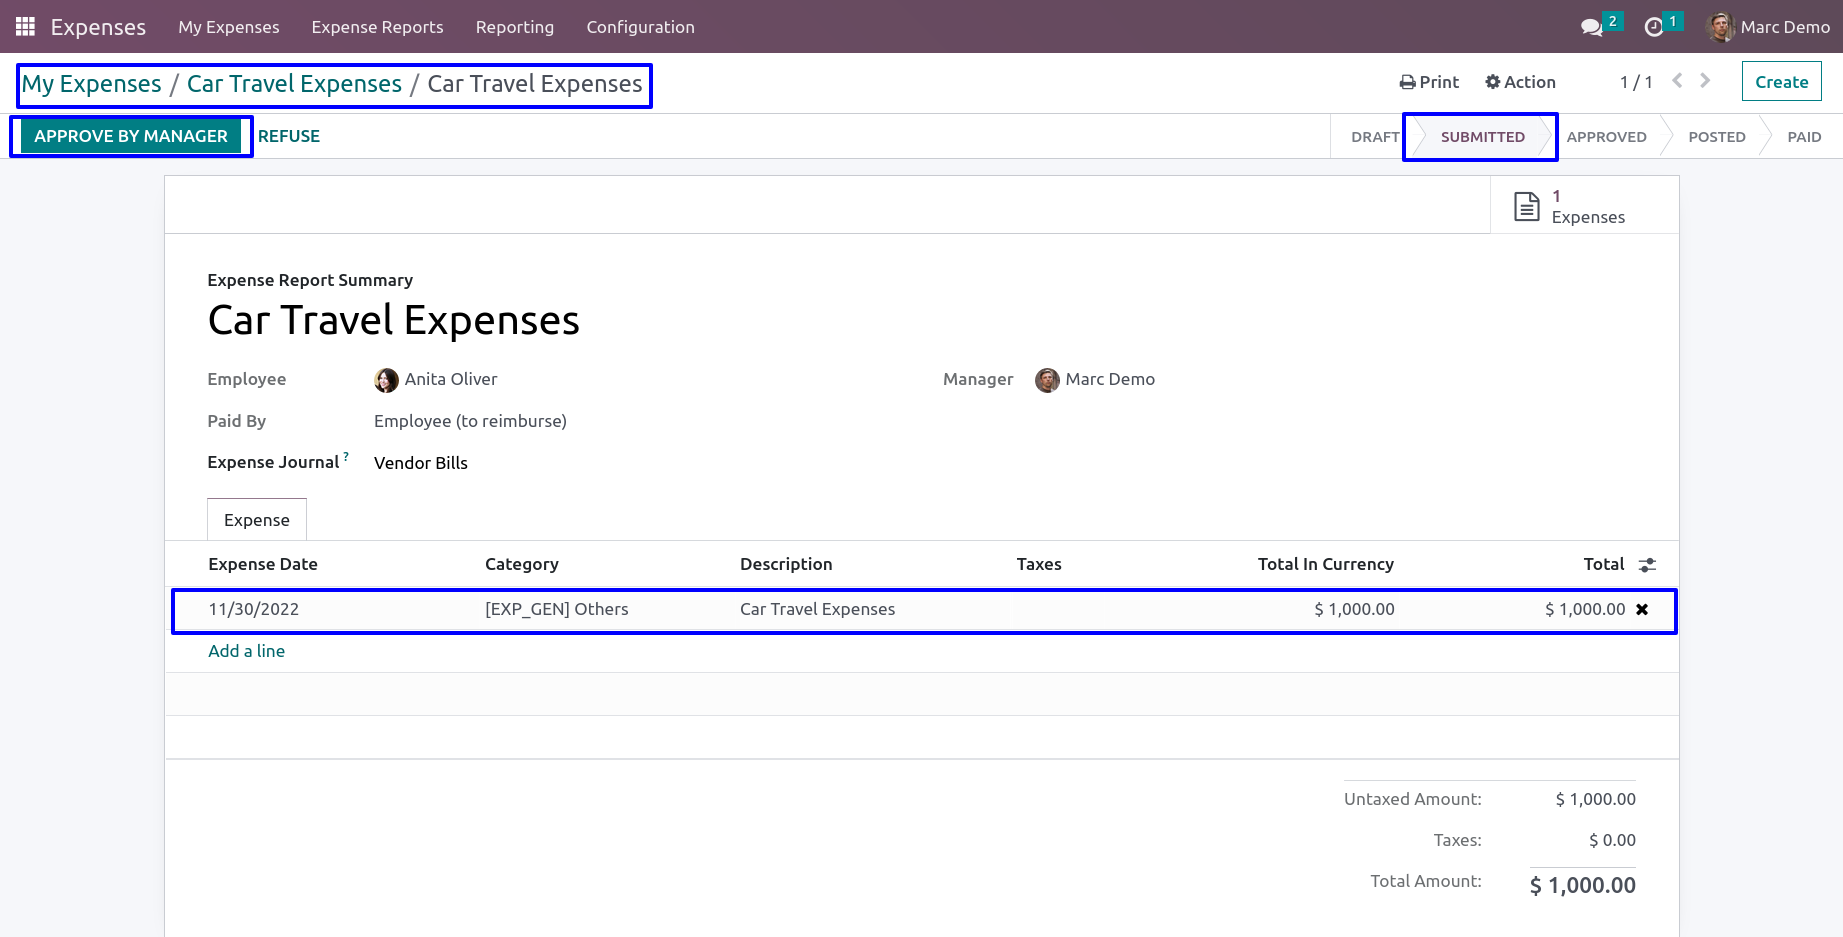 Expenses My Expenses Expense Reports Reporting Configuration 2 1 Marc Demo
My Expenses / Car Travel Expenses / Car Travel Expenses Print Action 1 / 1 Create
APPROVE BY MANAGER REFUSE DRAFT SUBMITTED APPROVED POSTED PAID
1
Expenses
Expense Report Summary
Car Travel Expenses
Employee Anita Oliver Manager Marc Demo
Paid By Employee (to reimburse)
Expense Journal ? Vendor Bills
Expense
Expense Date Category Description Taxes Total In Currency Total
11/30/2022 [EXP_GEN] Others Car Travel Expenses $ 1,000.00 $ 1,000.00
Add a line
Untaxed Amount: $ 1,000.00
Taxes: $ 0.00
Total Amount: $ 1,000.00